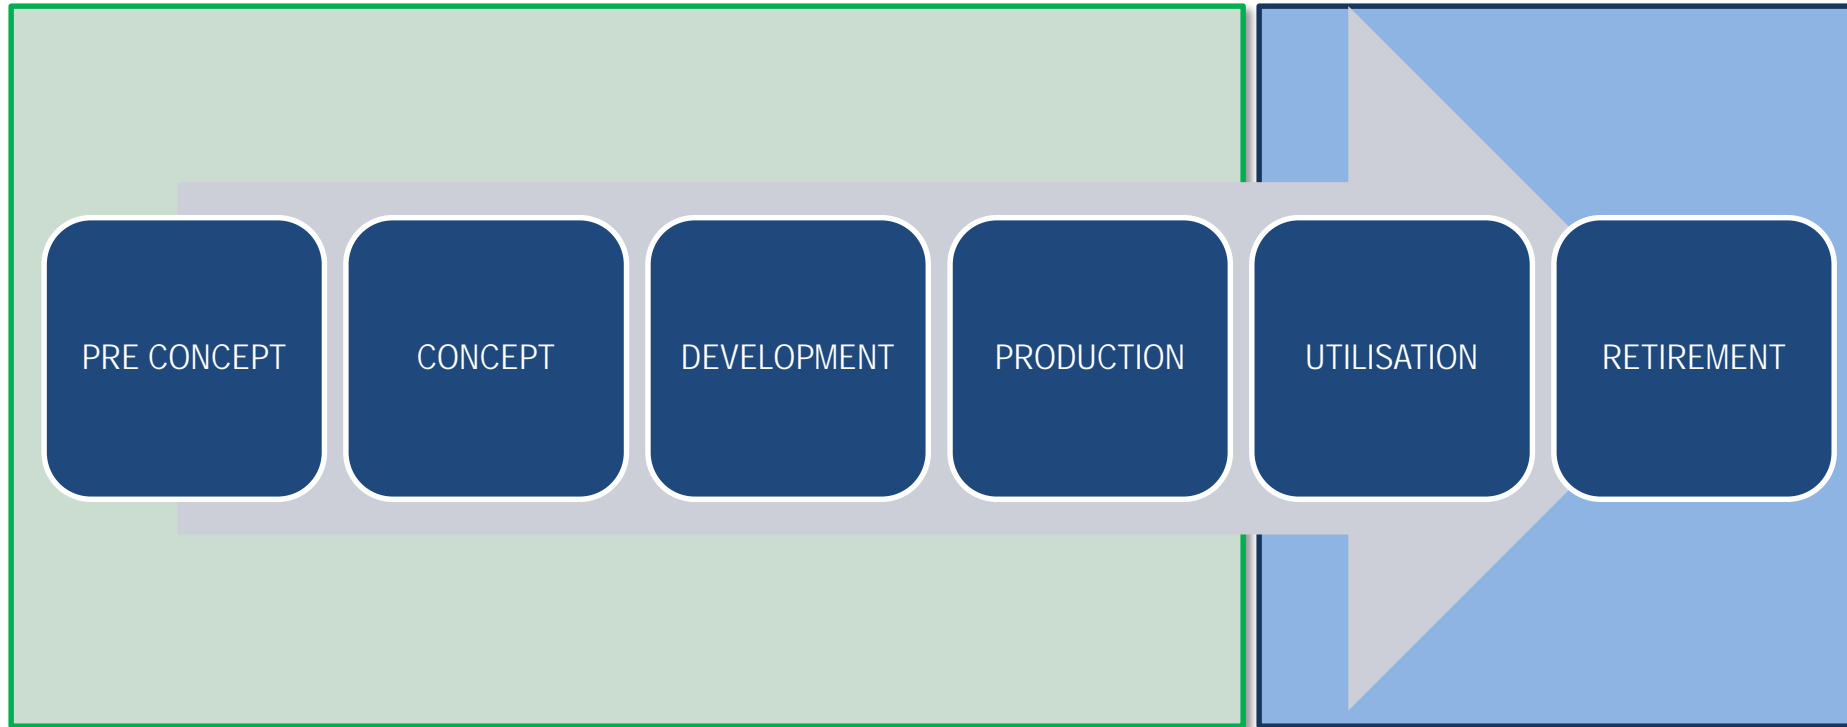 PRE CONCEPT
CONCEPT
DEVELOPMENT
PRODUCTION
UTILISATION
RETIREMENT